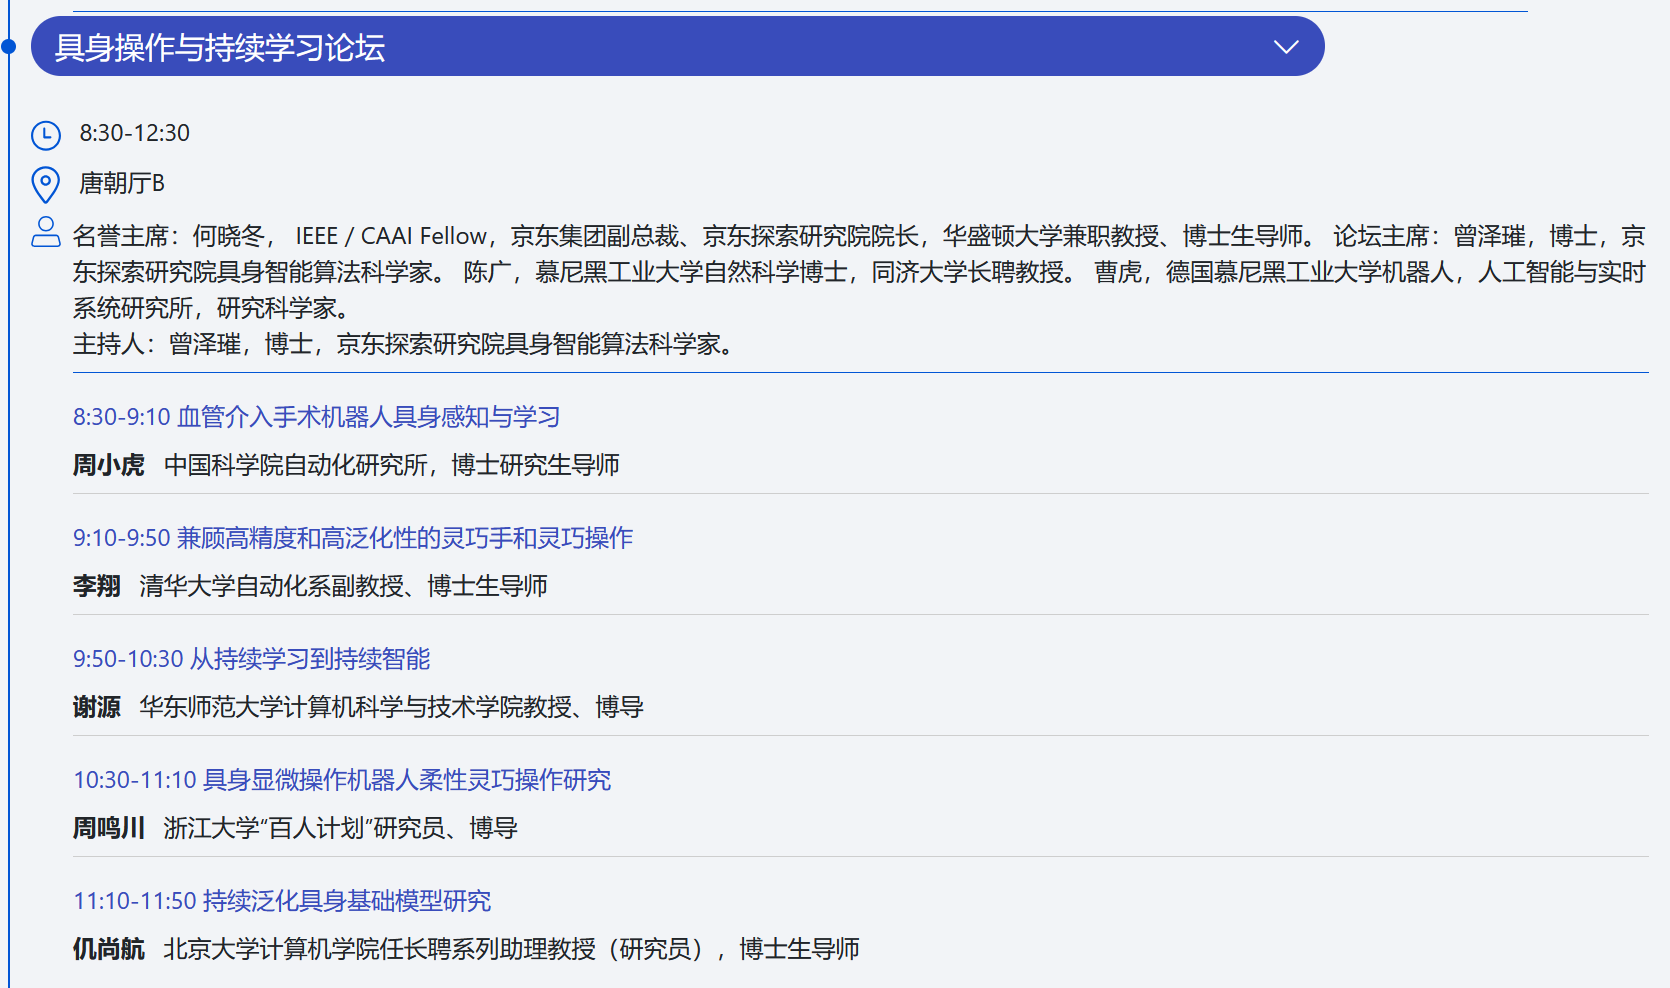 具身操作与持续学习论坛
8:30-12:30
唐朝厅B
名誉主席：何晓冬， IEEE / CAAI Fellow，京东集团副总裁、京东探索研究院院长，华盛顿大学兼职教授、博士生导师。 论坛主席：曾泽璀，博士，京
东探索研究院具身智能算法科学家。 陈广，慕尼黑工业大学自然科学博士，同济大学长聘教授。 曹虎，德国慕尼黑工业大学机器人，人工智能与实时
系统研究所，研究科学家。
主持人：曾泽璀，博士，京东探索研究院具身智能算法科学家。
8:30-9:10 血管介入手术机器人具身感知与学习
周小虎 中国科学院自动化研究所，博士研究生导师
9:10-9:50 兼顾高精度和高泛化性的灵巧手和灵巧操作
李翔 清华大学自动化系副教授、博士生导师
9:50-10:30 从持续学习到持续智能
谢源 华东师范大学计算机科学与技术学院教授、博导
10:30-11:10 具身显微操作机器人柔性灵巧操作研究
周鸣川 浙江大学“百人计划”研究员、博导
11:10-11:50 持续泛化具身基础模型研究
仉尚航 北京大学计算机学院任长聘系列助理教授（研究员），博士生导师